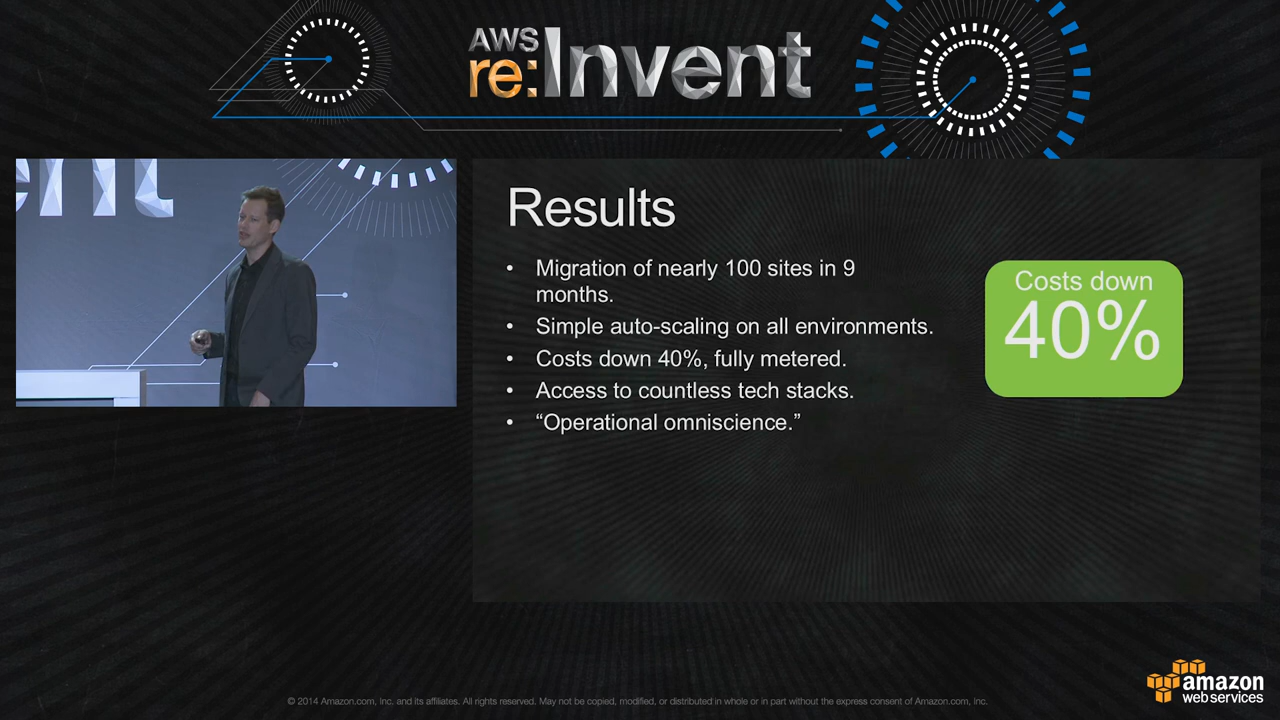 AWS
re:Invent
ent
Results
• Migration of nearly 100 sites in 9
months.
• Simple auto-scaling on all environments.
• Costs down 40%, fully metered.
• Access to countless tech stacks.
• “Operational omniscience.”
Costs down
40%
amazon
web services
© 2014 Amazon.com, Inc, and its affiliates. All rights reserved. May not be copied, modified, or distributed in whole or in part without the express consent of Amazon.com, Inc.